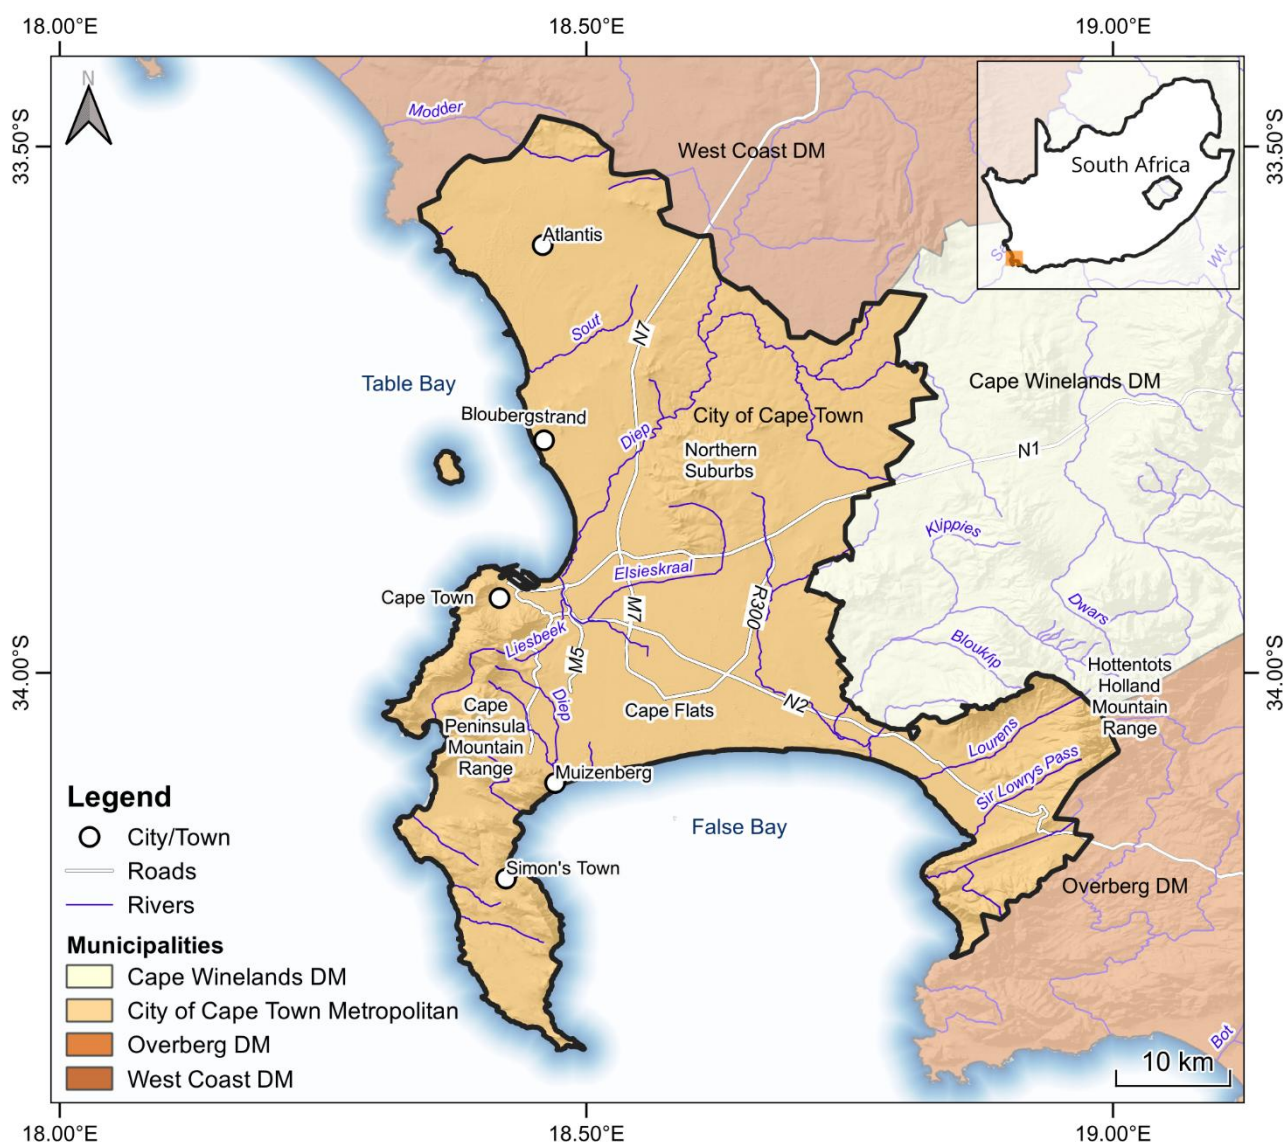 18.00°E
18.50°E
19.00°E
N
33.50°S
33.50°S
Modder
West Coast DM
South Africa
Wit
Atlantis
Sout
N7
Table Bay
Cape Winelands DM
Bloubergstrand
City of Cape Town
Diep
Northern
Suburbs
N1
Klippies
Elsieskraal
Cape Town
M7
R300
Dwars
Liesbeek
M5
Blouklip
34.00°S
34.00°S
Hottentots
Holland
Mountain
Range
Cape
Peninsula
Mountain
Range
Diep
Cape Flats
N2
Lourens
Sir Lowrys Pass
Muizenberg
False Bay
Simon's Town
Overberg DM
Legend
City/Town
Roads
Rivers
Municipalities
Cape Winelands DM
City of Cape Town Metropolitan
Overberg DM
West Coast DM
Bot
10 km
18.00°E
18.50°E
19.00°E